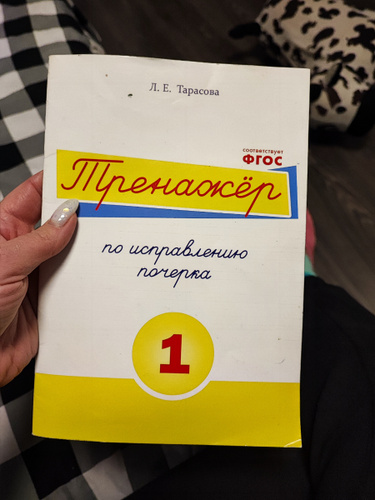 Л. Е. Тарасова
соответствует
ФГОС
Тренажёр
по исправлению
почерка
1